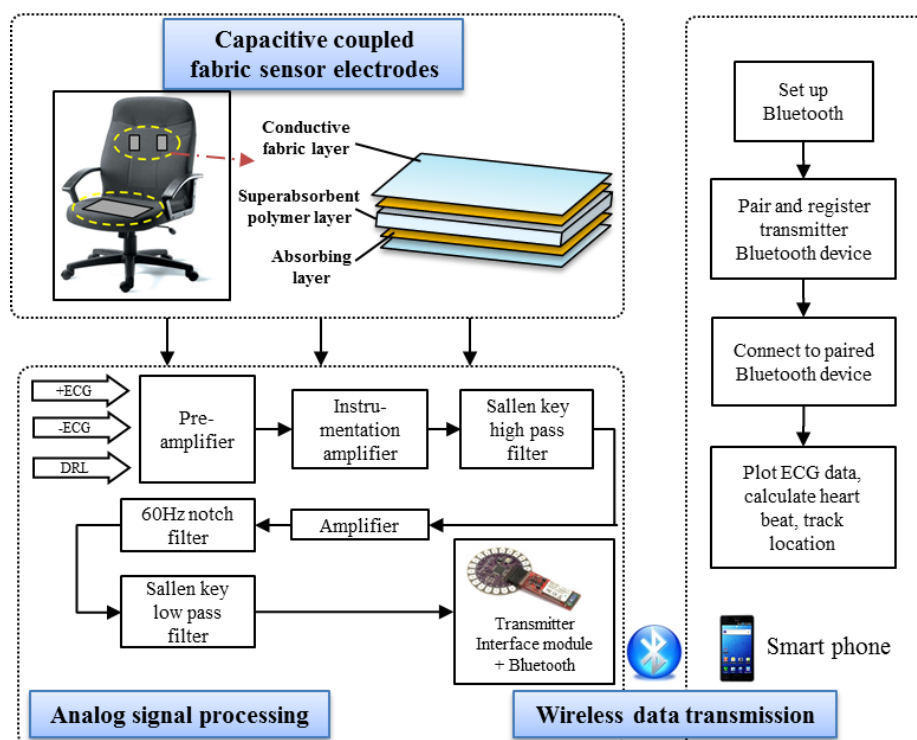 Capacitive coupled
fabric sensor electrodes
Conductive
fabric layer
Superabsorbent
polymer layer
Absorbing
layer
+ECG
-ECG
DRL
Pre-
amplifier
Instru-
mentation
amplifier
Sallen key
high pass
filter
60Hz notch
filter
Amplifier
Sallen key
low pass
filter
Transmitter
Interface module
+ Bluetooth
Analog signal processing
Set up
Bluetooth
Pair and register
transmitter
Bluetooth device
Connect to paired
Bluetooth device
Plot ECG data,
calculate heart
beat, track
location
Smart phone
Wireless data transmission